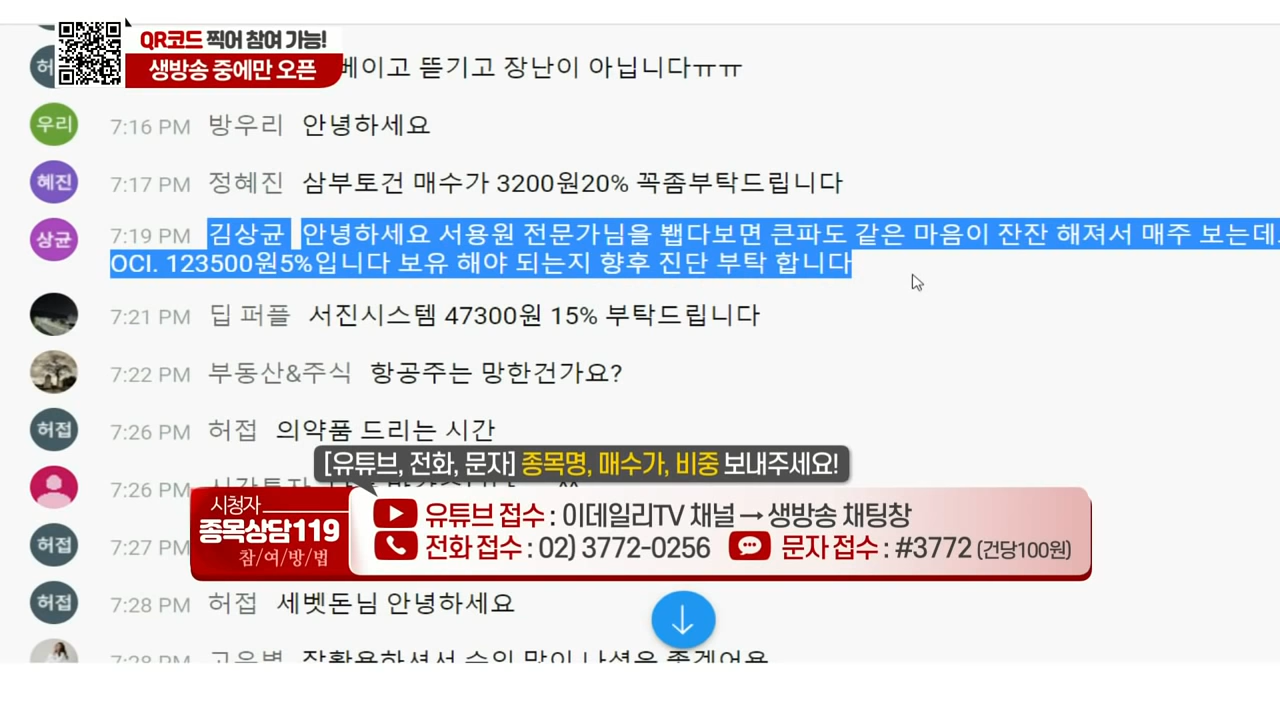 QR코드 찍어 참여 가능!
생방송 중에만 오픈
허
베이고 뜯기고 장난이 아닙니다ㅠㅠ
우리 7:16 PM 방우리 안녕하세요
혜진 7:17 PM 정혜진 삼부토건 매수가 3200원20% 꼭좀부탁드립니다
상균 7:19 PM 김상균 안녕하세요 서용원 전문가님을 뵙다보면 큰파도 같은 마음이 잔잔 해져서 매주 보는데
OCI. 123500원5%입니다 보유 해야 되는지 향후 진단 부탁 합니다
7:21 PM 딥 퍼플 서진시스템 47300원 15% 부탁드립니다
7:22 PM 부동산&주식 항공주는 망한건가요?
허접 7:26 PM 허접 의약품 드리는 시간
[유튜브, 전화, 문자] 종목명, 매수가, 비중 보내주세요!
7:26 PM
시청자
종목상담119
참/여/방/법
유튜브 접수 : 이데일리TV 채널 → 생방송 채팅창
전화 접수 : 02) 3772-0256 문자 접수 : #3772 (건당100원)
허접 7:27 PM
허접 7:28 PM 허접 세벳돈님 안녕하세요
7:28 PM